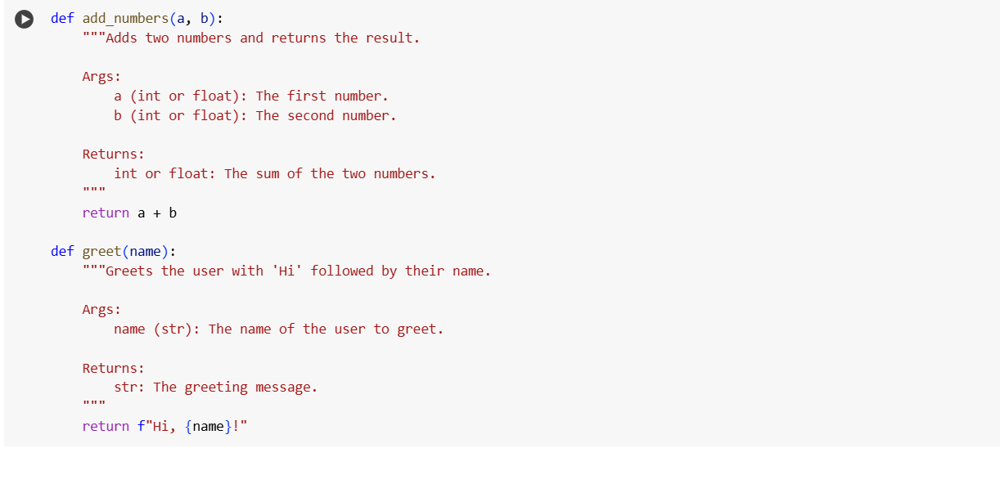 def add_numbers(a, b):
    """Adds two numbers and returns the result.

    Args:
        a (int or float): The first number.
        b (int or float): The second number.

    Returns:
        int or float: The sum of the two numbers.
    """
    return a + b

def greet(name):
    """Greets the user with 'Hi' followed by their name.

    Args:
        name (str): The name of the user to greet.

    Returns:
        str: The greeting message.
    """
    return f"Hi, {name}!"